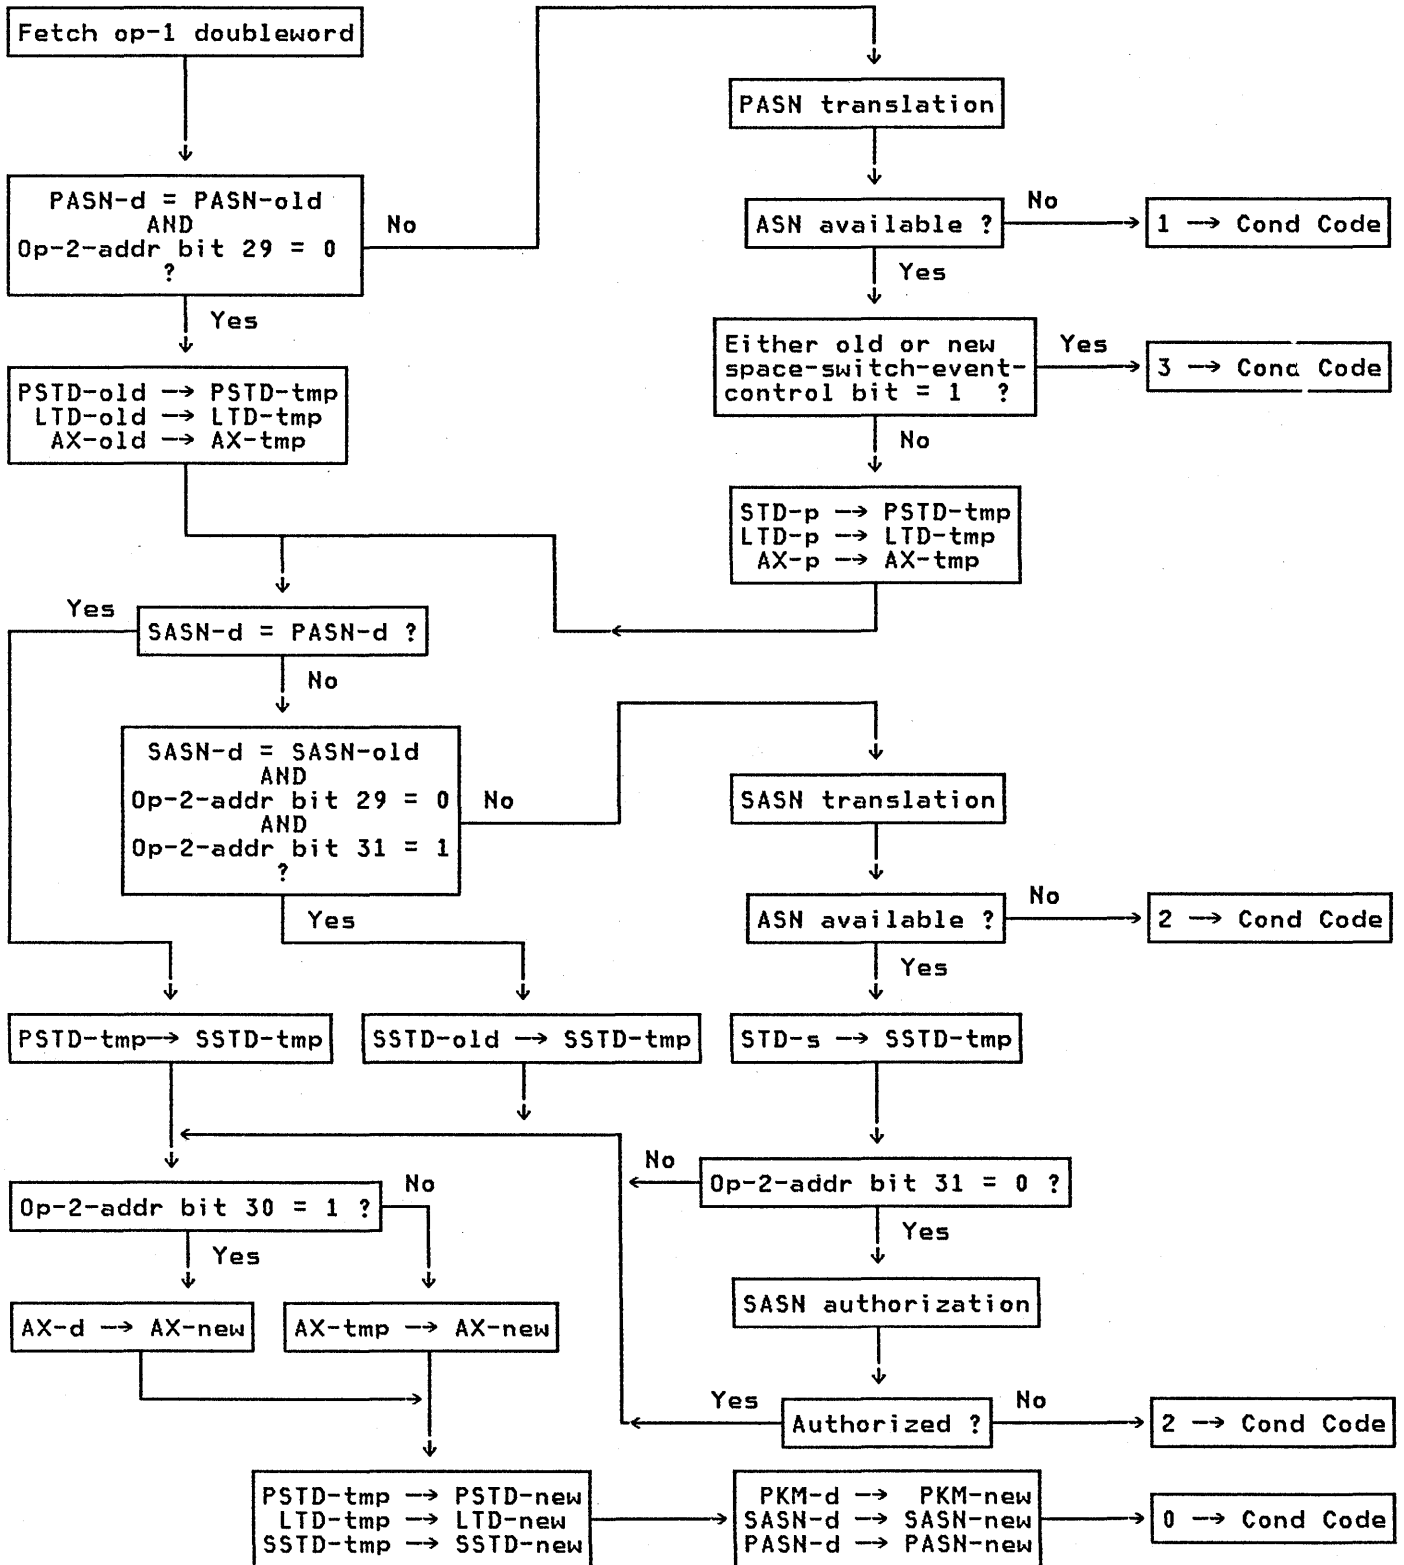 Fetch op-1 doubleword
PASN translation
PASN-d = PASN-old
AND
Op-2-addr bit 29 = 0
?
No
ASN available ?
No
1 → Cond Code
Yes
Yes
Either old or new
space-switch-event-
control bit = 1 ?
Yes
3 → Cond Code
PSTD-old → PSTD-tmp
LTD-old → LTD-tmp
AX-old → AX-tmp
No
STD-p → PSTD-tmp
LTD-p → LTD-tmp
AX-p → AX-tmp
Yes
SASN-d = PASN-d ?
No
SASN-d = SASN-old
AND
Op-2-addr bit 29 = 0
AND
Op-2-addr bit 31 = 1
?
No
SASN translation
Yes
ASN available ?
No
2 → Cond Code
Yes
PSTD-tmp→ SSTD-tmp
SSTD-old → SSTD-tmp
STD-s → SSTD-tmp
No
Op-2-addr bit 31 = 0 ?
Op-2-addr bit 30 = 1 ?
No
Yes
Yes
SASN authorization
AX-d → AX-new
AX-tmp → AX-new
Yes
Authorized ?
No
2 → Cond Code
PSTD-tmp → PSTD-new
LTD-tmp → LTD-new
SSTD-tmp → SSTD-new
PKM-d → PKM-new
SASN-d → SASN-new
PASN-d → PASN-new
0 → Cond Code